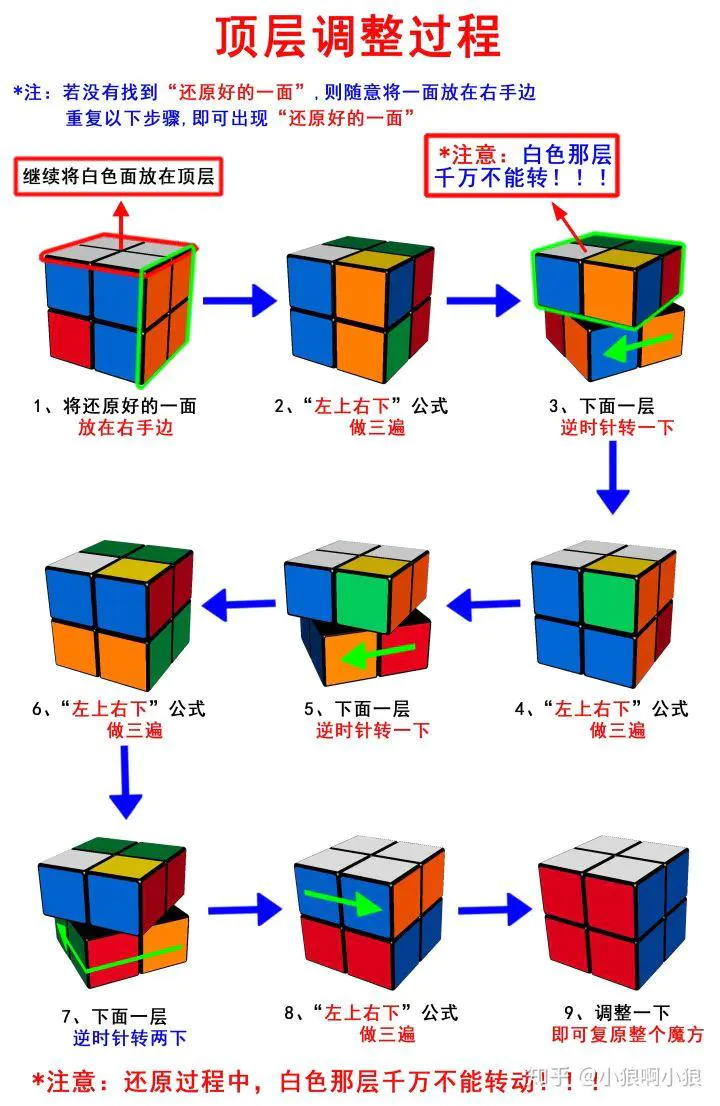 顶层调整过程
*注：若没有找到“还原好的一面”,则随意将一面放在右手边
重复以下步骤,即可出现“还原好的一面”
继续将白色面放在顶层
*注意：白色那层
千万不能转！！！
1、将还原好的一面
放在右手边
2、“左上右下”公式
做三遍
3、下面一层
逆时针转一下
6、“左上右下”公式
做三遍
5、下面一层
逆时针转一下
4、“左上右下”公式
做三遍
7、下面一层
逆时针转两下
8、“左上右下”公式
做三遍
9、调整一下
即可复原整个魔方
*注意：还原过程中，白色那层千万不能转动！！！
知乎 @小狼啊小狼